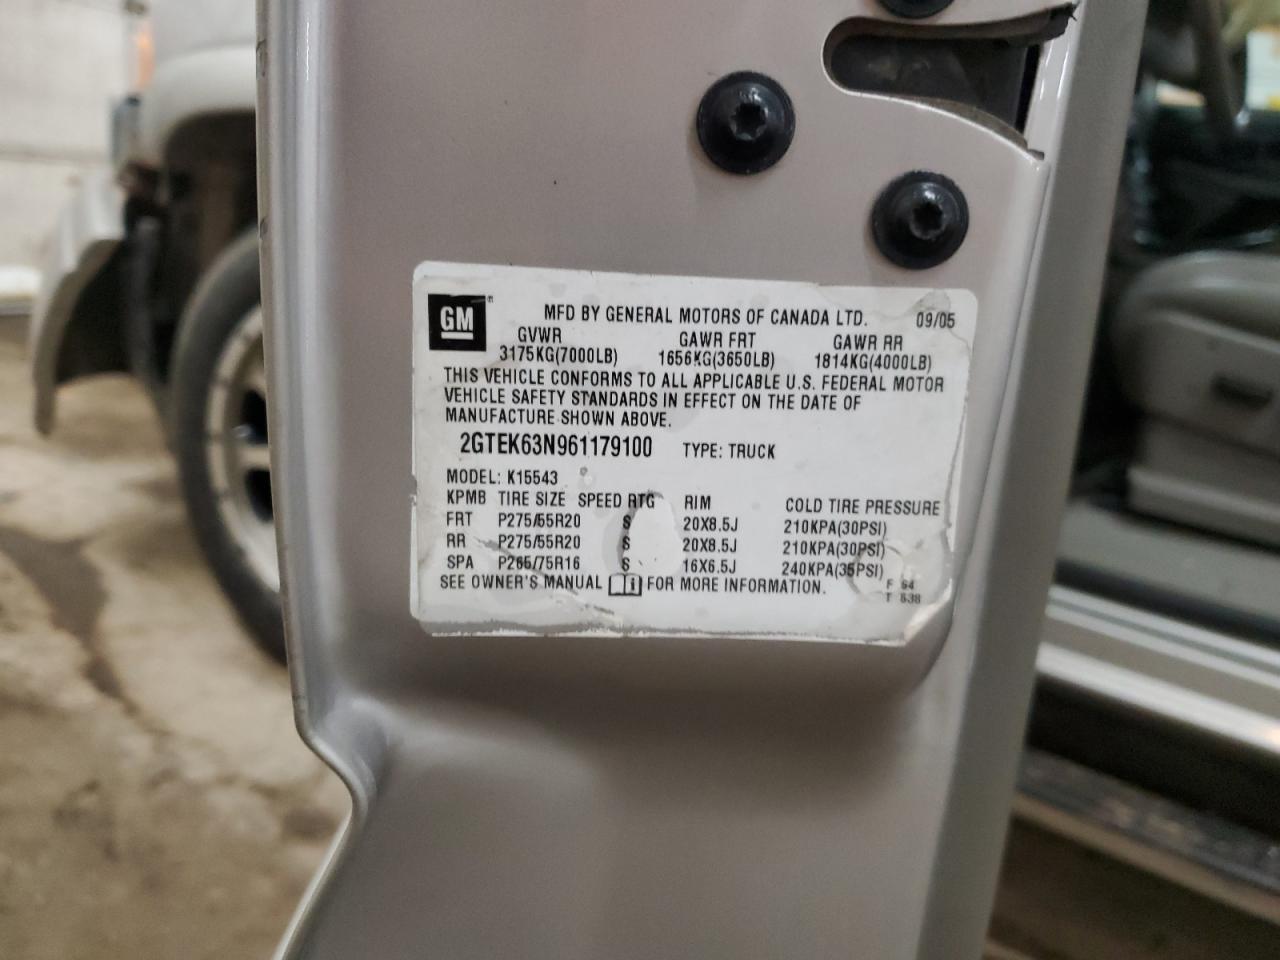 GM
MFD BY GENERAL MOTORS OF CANADA LTD. 09/05
GVWR GAWR FRT GAWR RR
3175KG(7000LB) 1656KG(3650LB) 1814KG(4000LB)
THIS VEHICLE CONFORMS TO ALL APPLICABLE U.S. FEDERAL MOTOR
VEHICLE SAFETY STANDARDS IN EFFECT ON THE DATE OF
MANUFACTURE SHOWN ABOVE.
2GTEK63N961179100 TYPE: TRUCK
MODEL: K15543
KPMB TIRE SIZE SPEED RTG RIM COLD TIRE PRESSURE
FRT P275/55R20 S 20X8.5J 210KPA(30PSI)
RR P275/55R20 S 20X8.5J 210KPA(30PSI)
SPA P265/75R16 S 16X6.5J 240KPA(35PSI)
SEE OWNER'S MANUAL FOR MORE INFORMATION.
F 64
T 638